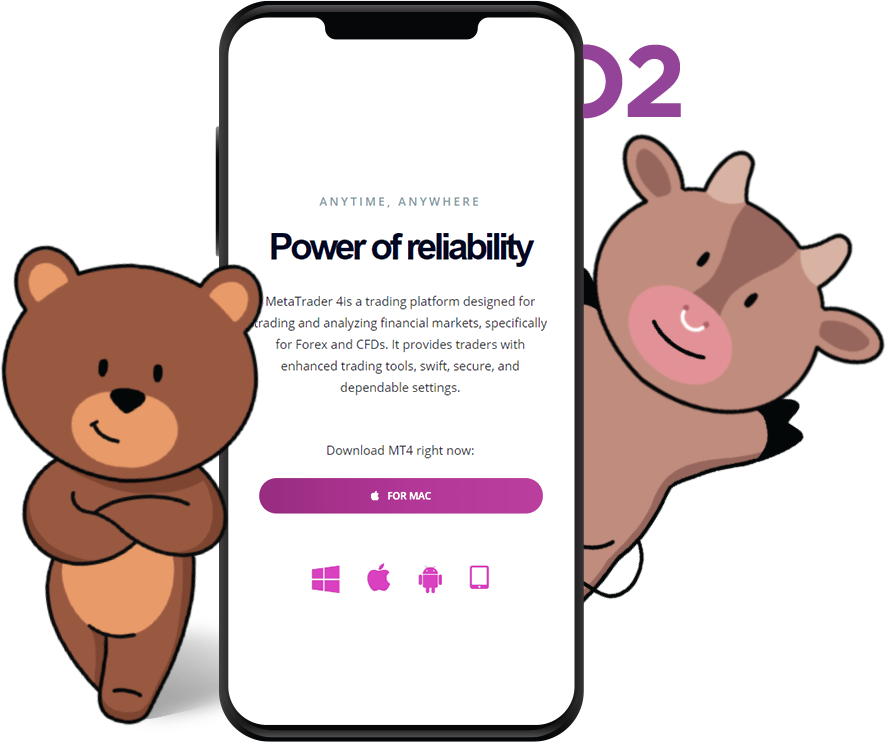 02
ANYTIME, ANYWHERE
Power of reliability
MetaTrader 4is a trading platform designed for
trading and analyzing financial markets, specifically
for Forex and CFDs. It provides traders with
enhanced trading tools, swift, secure, and
dependable settings.
Download MT4 right now:
FOR MAC